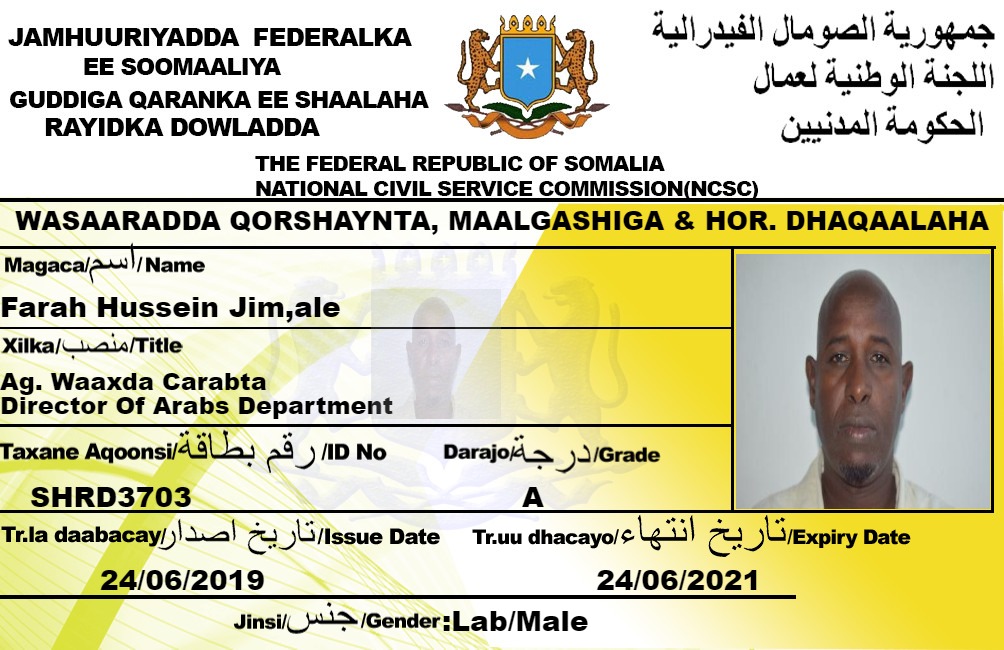 JAMHUURIYADDA FEDERALKA
EE SOOMAALIYA
GUDDIGA QARANKA EE SHAALAHA
RAYIDKA DOWLADDA
جمهورية الصومال الفيدرالية
اللجنة الوطنية لعمال
الحكومة المدنيين
THE FEDERAL REPUBLIC OF SOMALIA
NATIONAL CIVIL SERVICE COMMISSION(NCSC)
WASAARADDA QORSHAYNTA, MAALGASHIGA & HOR. DHAQAALAHA
Magaca/اسم/Name
Farah Hussein Jim,ale
Xilka/منصب/Title
Ag. Waaxda Carabta
Director Of Arabs Department
Taxane Aqoonsi/رقم بطاقة/ID No
Darajo/درجة/Grade
SHRD3703
A
Tr.la daabacay/تاريخ اصدار/Issue Date
Tr.uu dhacayo/تاريخ انتهاء/Expiry Date
24/06/2019
24/06/2021
Jinsi/جنس/Gender:Lab/Male